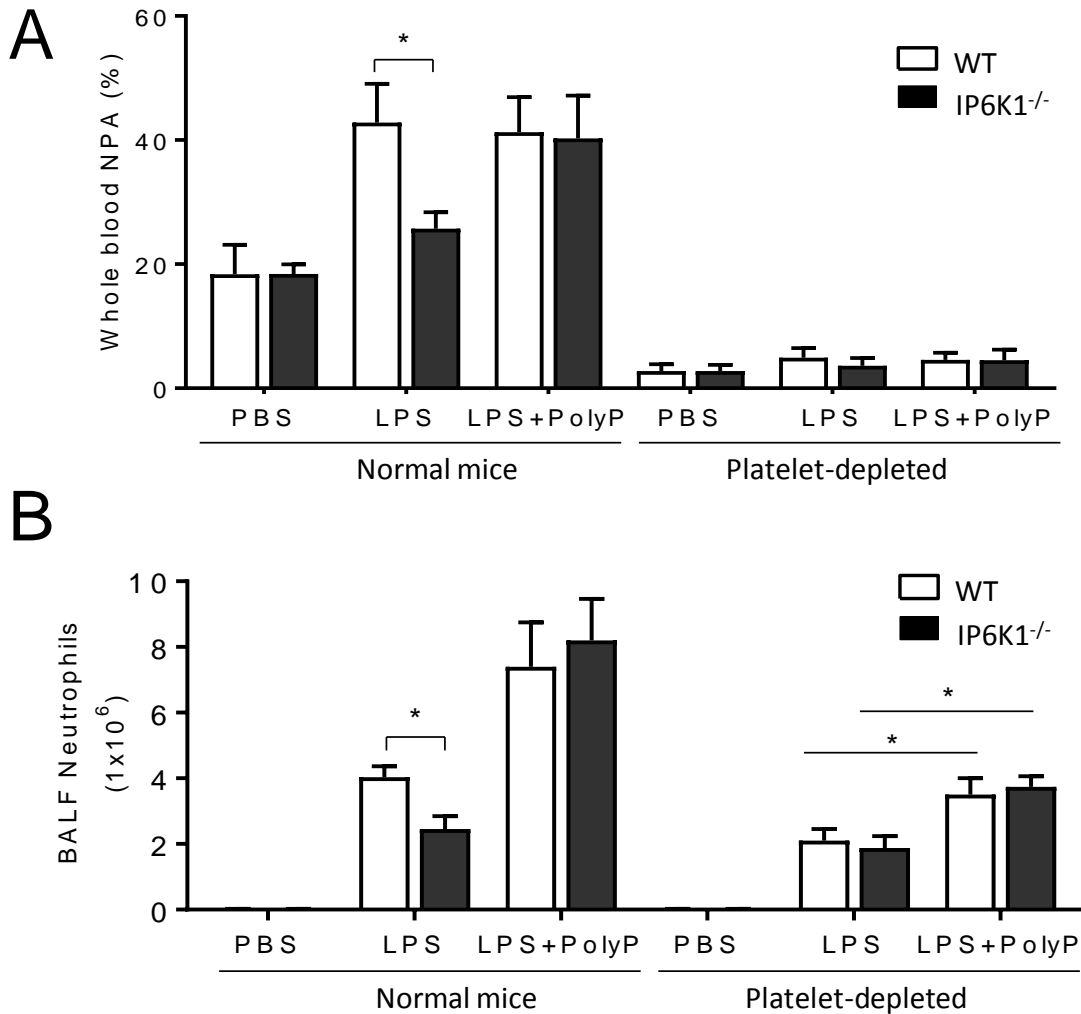 A
Whole blood NPA (%)
60
40
20
0
*
WT
IP6K1-/-
PBS LPS LPS+PolyP PBS LPS LPS+PolyP
Normal mice Platelet-depleted
B
BALF Neutrophils
(1x10^6)
10
8
6
4
2
0
*
*
*
WT
IP6K1-/-
PBS LPS LPS+PolyP PBS LPS LPS+PolyP
Normal mice Platelet-depleted